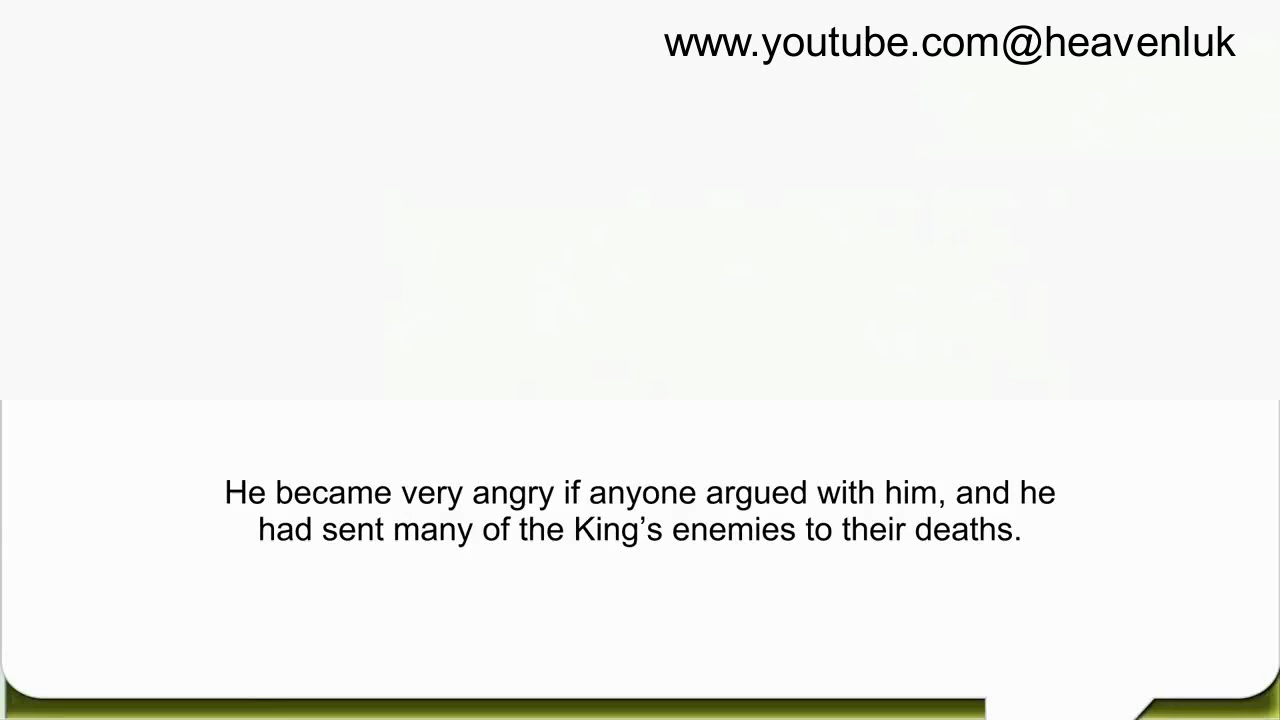 www.youtube.com@heavenluk
He became very angry if anyone argued with him, and he
had sent many of the King’s enemies to their deaths.